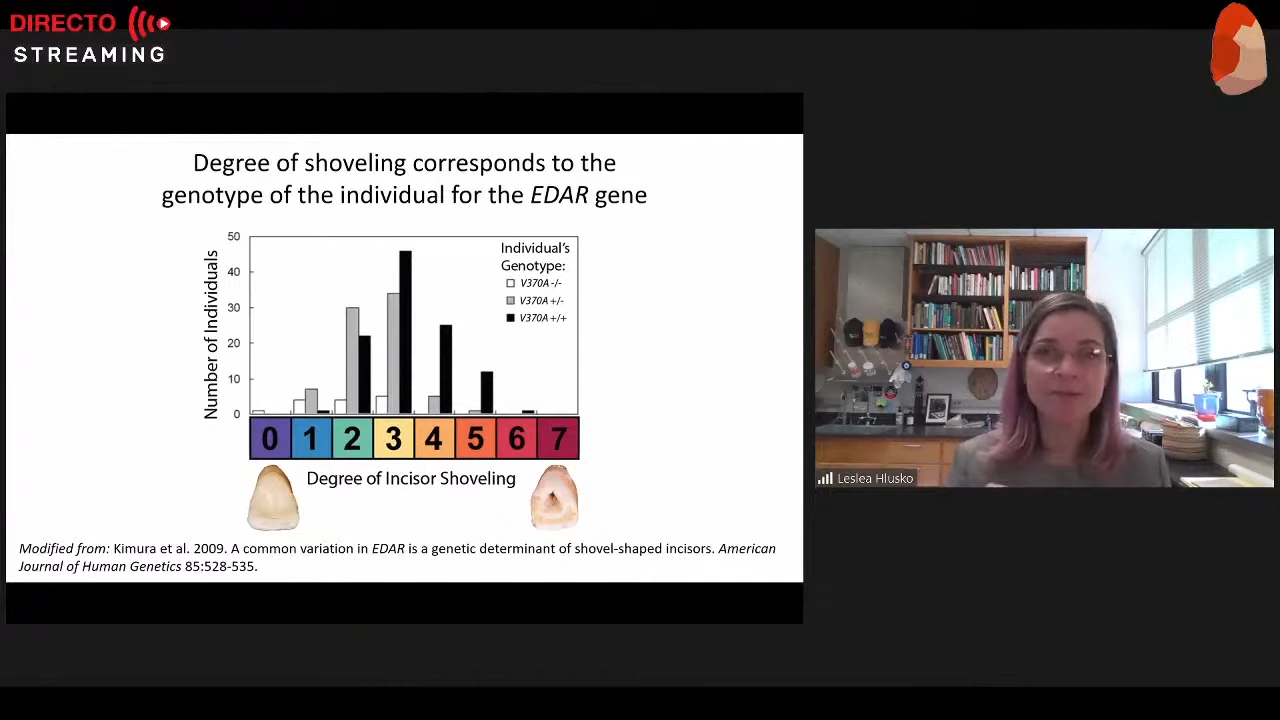 DIRECTO
STREAMING
Degree of shoveling corresponds to the
genotype of the individual for the EDAR gene
Number of Individuals
50
40
30
20
10
0
Individual's
Genotype:
V370A -/-
V370A +/-
V370A +/+
0 1 2 3 4 5 6 7
Degree of Incisor Shoveling
Modified from: Kimura et al. 2009. A common variation in EDAR is a genetic determinant of shovel-shaped incisors. American
Journal of Human Genetics 85:528-535.
Leslea Hlusko